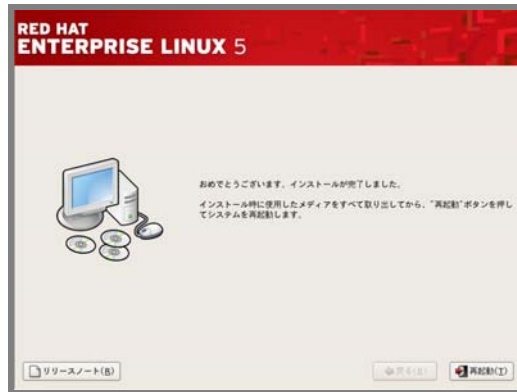 RED HAT
ENTERPRISE LINUX 5
おめでとうございます, インストールが完了しました.
インストール時に使用したメディアをすべて取り出してから, "再起動"ボタンを押し
てシステムを再起動します.
リリースノート(R)
戻る(B)
再起動(T)